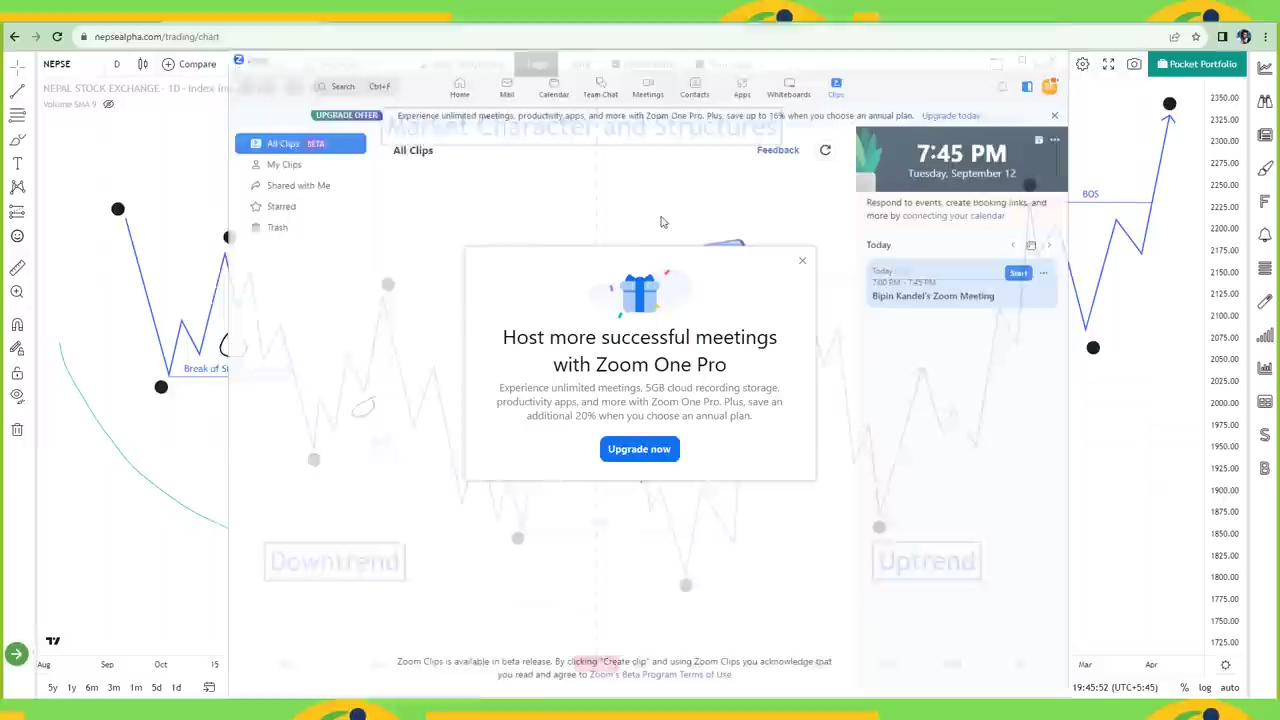 nepsealpha.com/trading/chart
NEPSE
D
Compare
NEPAL STOCK EXCHANGE · 1D · Index
Volume SMA 9
Search Ctrl+F
Home
Mail
Calendar
Team Chat
Meetings
Contacts
Apps
Whiteboards
Clips
Pocket Portfolio
UPGRADE OFFER
Experience unlimited meetings, productivity apps, and more with Zoom One Pro. Plus, save up to 16% when you choose an annual plan. Upgrade today
Market Character and Structures
All Clips BETA
My Clips
Shared with Me
Starred
Trash
All Clips
Feedback
7:45 PM
Tuesday, September 12
Respond to events, create booking links, and
more by connecting your calendar
Today
Today
7:00 PM - 7:45 PM
Start
Bipin Kandel's Zoom Meeting
Host more successful meetings
with Zoom One Pro
Experience unlimited meetings, 5GB cloud recording storage,
productivity apps, and more with Zoom One Pro. Plus, save an
additional 20% when you choose an annual plan.
Upgrade now
Break of
BOS
Downtrend
Uptrend
Zoom Clips is available in beta release. By clicking "Create clip" and using Zoom Clips you acknowledge that
you read and agree to Zoom's Beta Program Terms of Use
2350.00
2325.00
2300.00
2275.00
2250.00
2225.00
2200.00
2175.00
2150.00
2125.00
2100.00
2075.00
2050.00
2025.00
2000.00
1975.00
1950.00
1925.00
1900.00
1875.00
1850.00
1825.00
1800.00
1775.00
1750.00
1725.00
Aug Sep Oct 15 Mar Apr
5y 1y 6m 3m 1m 5d 1d
19:45:52 (UTC+5:45) % log auto